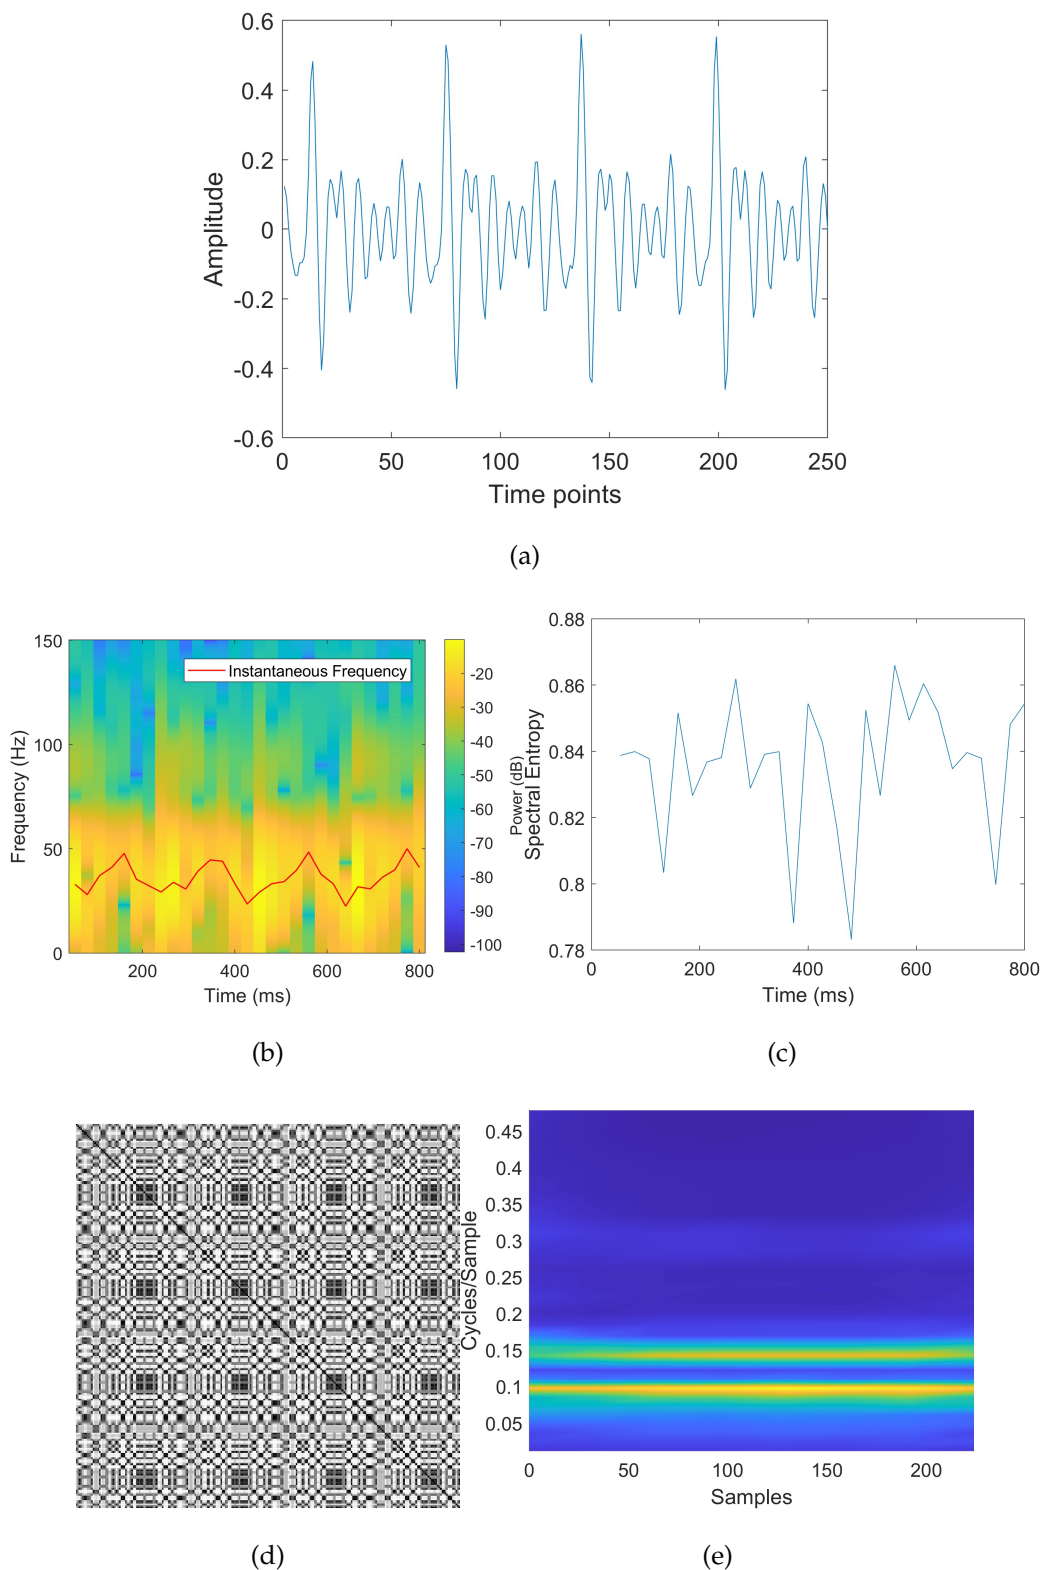 0.6
0.4
0.2
0
-0.2
-0.4
-0.6
Amplitude
0 50 100 150 200 250
Time points
(a)
150
100
50
0
Frequency (Hz)
Instantaneous Frequency
200 400 600 800
Time (ms)
-20
-30
-40
-50
-60
-70
-80
-90
-100
Power (dB)
(b)
0.88
0.86
0.84
0.82
0.8
0.78
Spectral Entropy
0 200 400 600 800
Time (ms)
(c)
(d)
0.45
0.4
0.35
0.3
0.25
0.2
0.15
0.1
0.05
Cycles/Sample
0 50 100 150 200
Samples
(e)